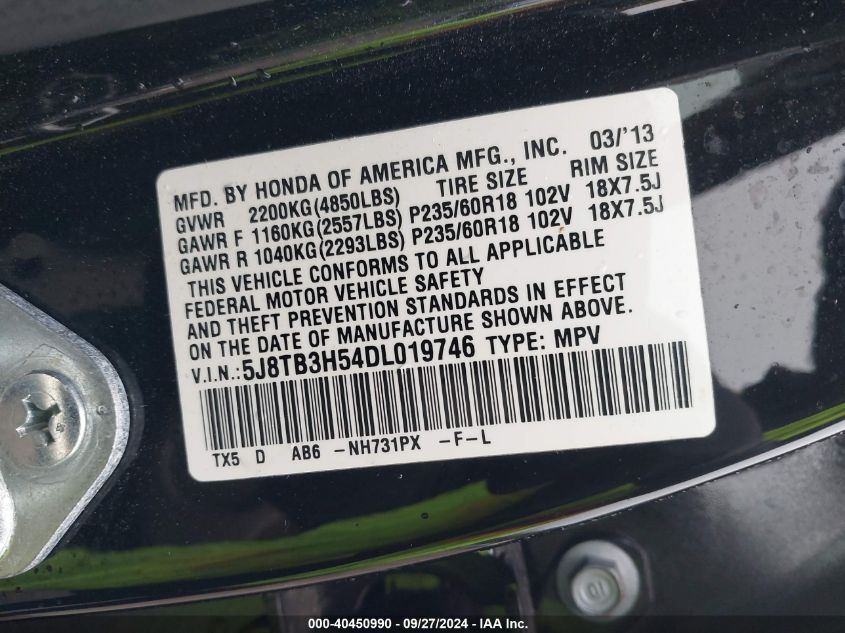 MFD. BY HONDA OF AMERICA MFG., INC. 03/'13
GVWR 2200KG(4850LBS) TIRE SIZE RIM SIZE
GAWR F 1160KG(2557LBS) P235/60R18 102V 18X7.5J
GAWR R 1040KG(2293LBS) P235/60R18 102V 18X7.5J
THIS VEHICLE CONFORMS TO ALL APPLICABLE
FEDERAL MOTOR VEHICLE SAFETY
AND THEFT PREVENTION STANDARDS IN EFFECT
ON THE DATE OF MANUFACTURE SHOWN ABOVE.
V.I.N.: 5J8TB3H54DL019746 TYPE: MPV
TX5 D AB6 -NH731PX -F-L
000-40450990 - 09/27/2024 - IAA Inc.